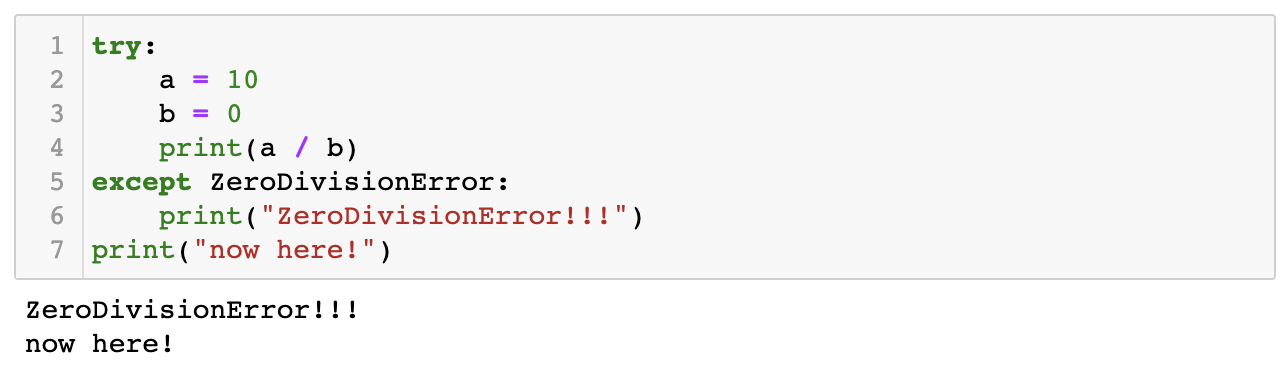 1 try:
2     a = 10
3     b = 0
4     print(a / b)
5 except ZeroDivisionError:
6     print("ZeroDivisionError!!!")
7 print("now here!")
ZeroDivisionError!!!
now here!